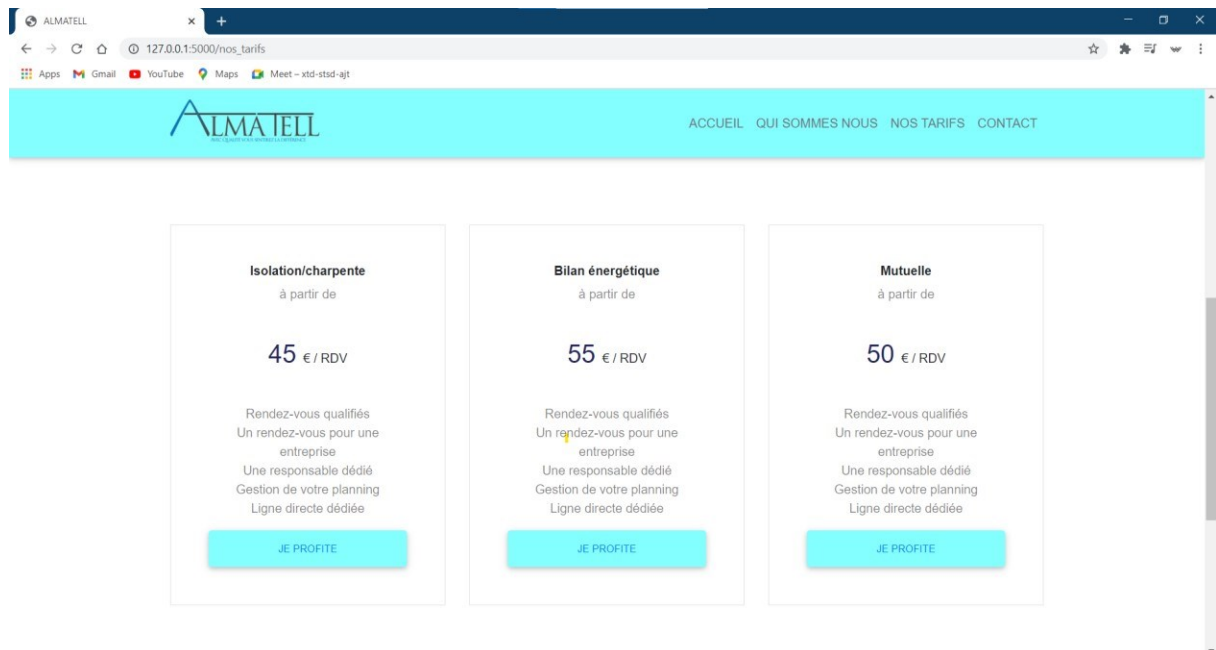 ALMATELL
127.0.0.1:5000/nos_tarifs
Apps Gmail YouTube Maps Meet – xtd-stsd-ajt
ALMATELL
ACCUEIL QUI SOMMES NOUS NOS TARIFS CONTACT
Isolation/charpente
à partir de
45 € / RDV
Rendez-vous qualifiés
Un rendez-vous pour une
entreprise
Une responsable dédié
Gestion de votre planning
Ligne directe dédiée
JE PROFITE
Bilan énergétique
à partir de
55 € / RDV
Rendez-vous qualifiés
Un rendez-vous pour une
entreprise
Une responsable dédié
Gestion de votre planning
Ligne directe dédiée
JE PROFITE
Mutuelle
à partir de
50 € / RDV
Rendez-vous qualifiés
Un rendez-vous pour une
entreprise
Une responsable dédié
Gestion de votre planning
Ligne directe dédiée
JE PROFITE